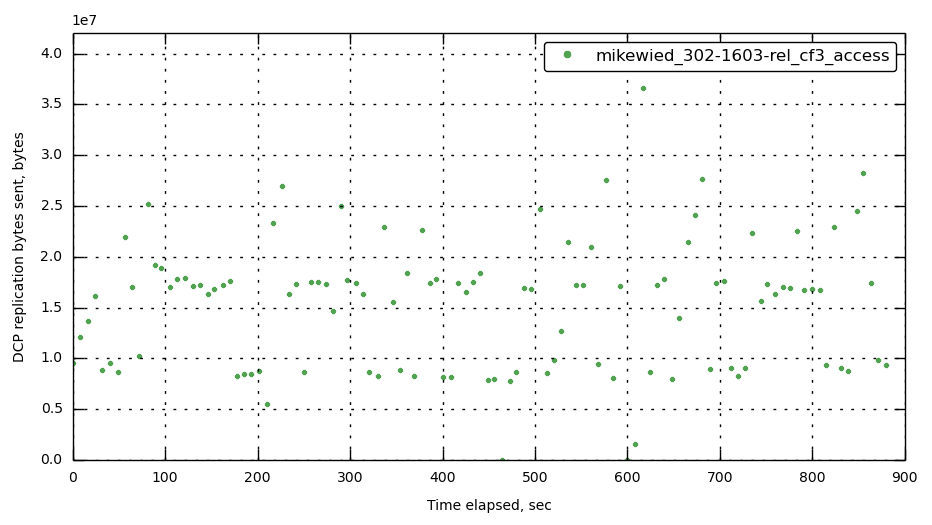 1e7
4.0
3.5
3.0
2.5
2.0
1.5
1.0
0.5
0.0
mikewied_302-1603-rel_cf3_access
DCP replication bytes sent, bytes
0 100 200 300 400 500 600 700 800 900
Time elapsed, sec